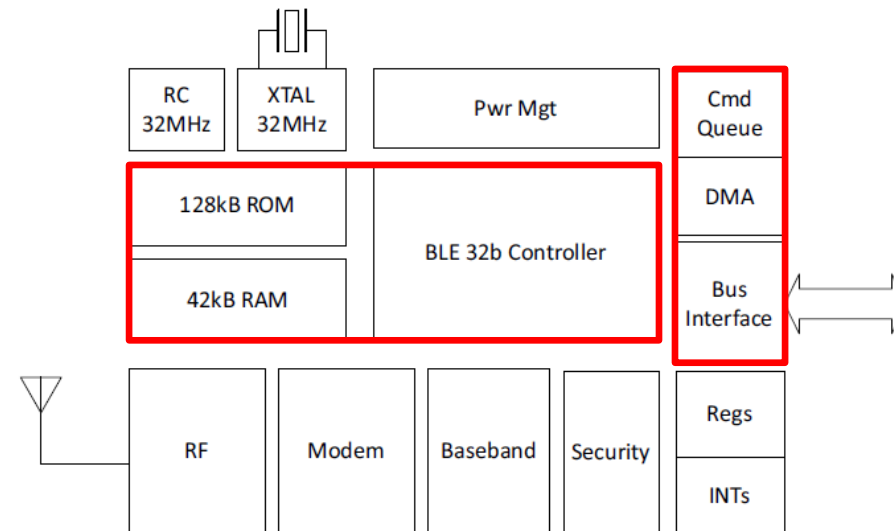 RC
32MHz
XTAL
32MHz
Pwr Mgt
Cmd
Queue
128kB ROM
BLE 32b Controller
DMA
42kB RAM
Bus
Interface
RF
Modem
Baseband
Security
Regs
INTs